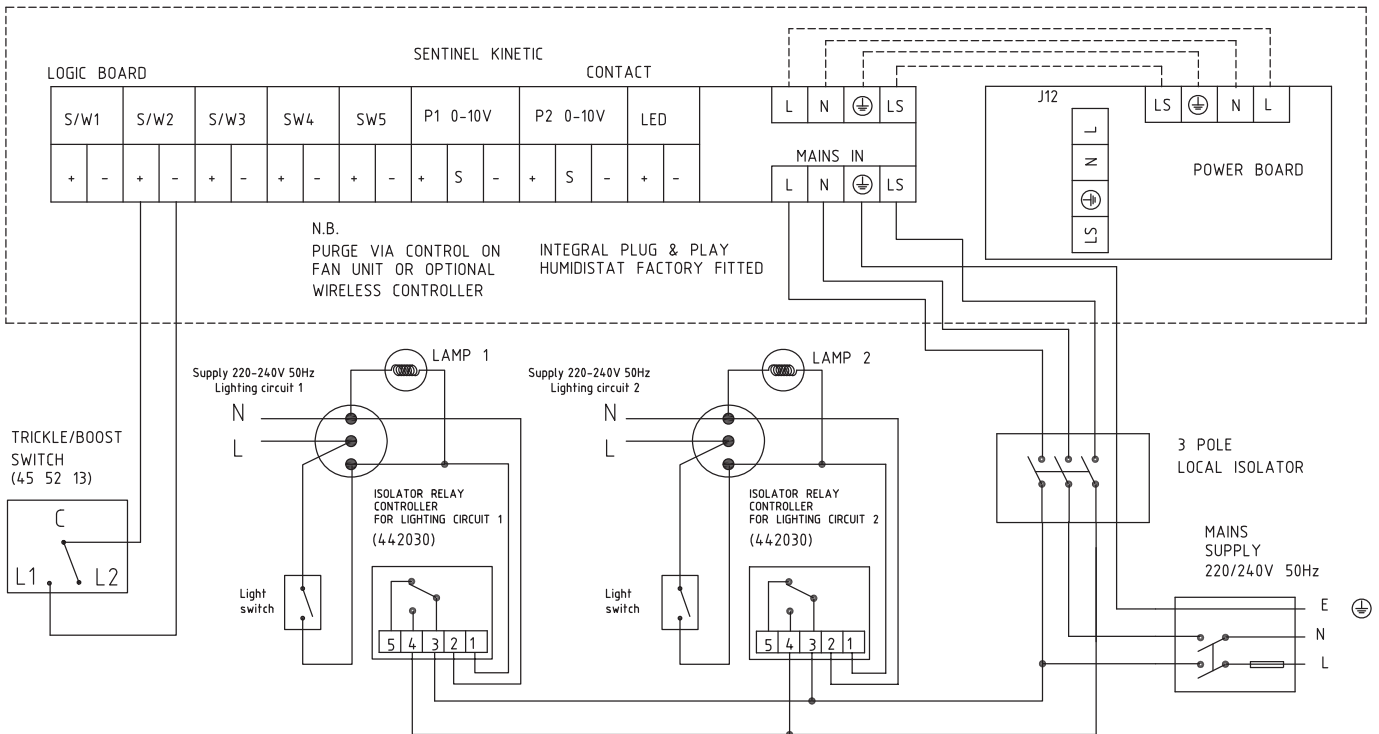 SENTINEL KINETIC
LOGIC BOARD
CONTACT
S/W1 S/W2 S/W3 SW4 SW5 P1 0-10V P2 0-10V LED
+ - + - + - + - + - + S - + S - + -
L N LS
MAINS IN
L N LS
J12
LS N L
L
N
LS
POWER BOARD
N.B.
PURGE VIA CONTROL ON
FAN UNIT OR OPTIONAL
WIRELESS CONTROLLER
INTEGRAL PLUG & PLAY
HUMIDISTAT FACTORY FITTED
TRICKLE/BOOST
SWITCH
(45 52 13)
C
L1 L2
Supply 220-240V 50Hz
Lighting circuit 1
N
L
LAMP 1
Light
switch
ISOLATOR RELAY
CONTROLLER
FOR LIGHTING CIRCUIT 1
(442030)
5 4 3 2 1
Supply 220-240V 50Hz
Lighting circuit 2
N
L
LAMP 2
Light
switch
ISOLATOR RELAY
CONTROLLER
FOR LIGHTING CIRCUIT 2
(442030)
5 4 3 2 1
3 POLE
LOCAL ISOLATOR
MAINS
SUPPLY
220/240V 50Hz
E
N
L